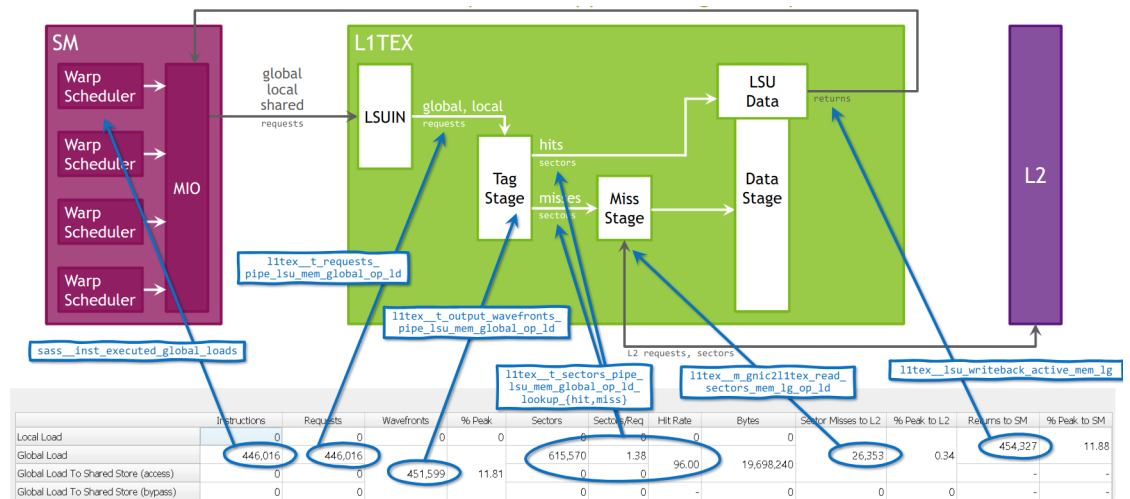 SM
L1TEX
Warp
Scheduler
Warp
Scheduler
Warp
Scheduler
Warp
Scheduler
MIO
global
local
shared
requests
LSUIN
global, local
requests
Tag
Stage
hits
sectors
misses
sectors
Miss
Stage
LSU
Data
returns
Data
Stage
L2
L2 requests, sectors
l1tex__t_requests_
pipe_lsu_mem_global_op_ld
l1tex__t_output_wavefronts_
pipe_lsu_mem_global_op_ld
sass__inst_executed_global_loads
l1tex__t_sectors_pipe_
lsu_mem_global_op_ld_
lookup_{hit,miss}
l1tex__m_gnic2l1tex_read_
sectors_mem_lg_op_ld
l1tex__lsu_writeback_active_mem_lg
Instructions Requests Wavefronts % Peak Sectors Sectors/Req Hit Rate Bytes Sector Misses to L2 % Peak to L2 Returns to SM % Peak to SM
Local Load 0 0 0 0 0 0 0 0
Global Load 446,016 446,016 451,599 11.81 615,570 1.38 96.00 19,698,240 26,353 0.34 454,327 11.88
Global Load To Shared Store (access) 0 0 0 0 - -
Global Load To Shared Store (bypass) 0 0 0 0 - 0 0 0 - -